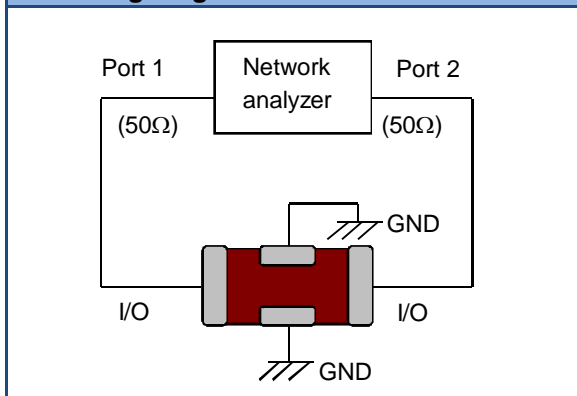 Port 1
Network
analyzer
Port 2
(50Ω)
(50Ω)
GND
I/O
I/O
GND